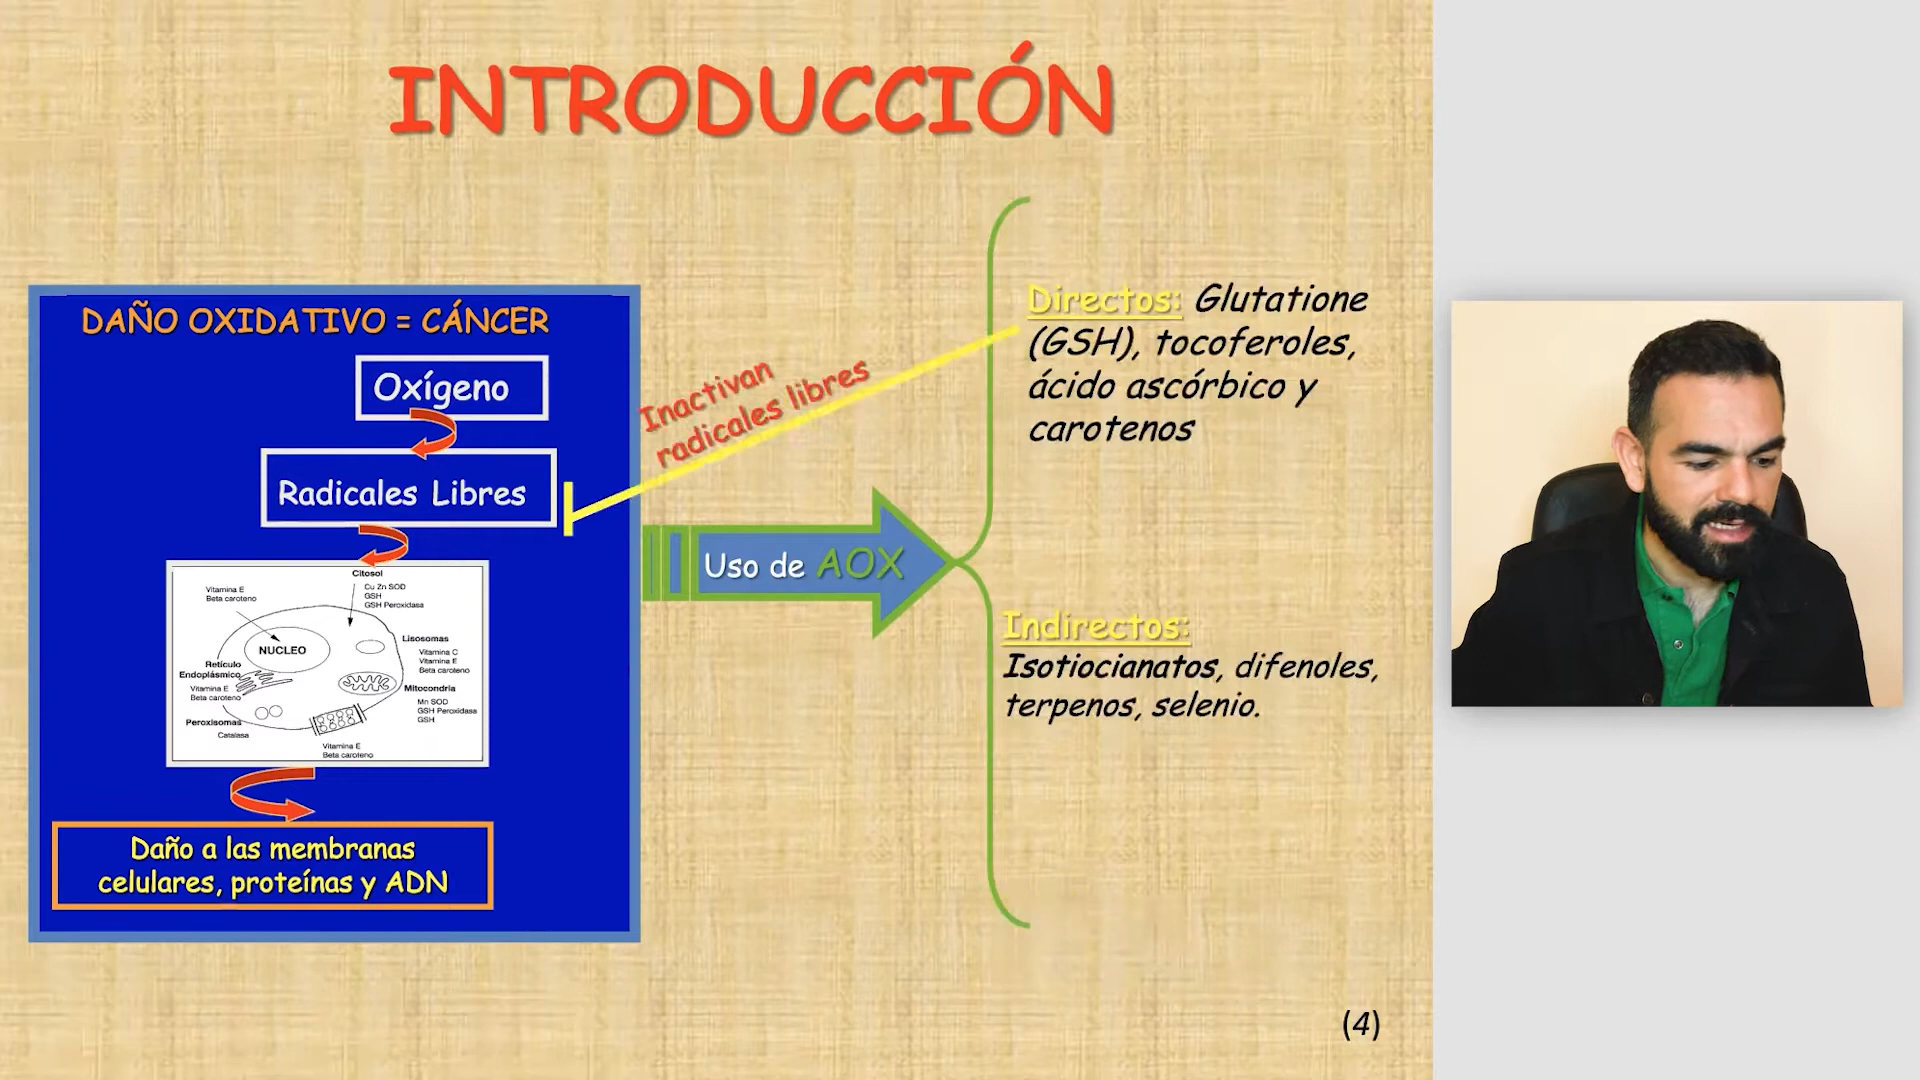 INTRODUCCIÓN
DAÑO OXIDATIVO = CÁNCER
Oxígeno
Radicales Libres
Citosol
Cu Zn SOD
GSH
GSH Peroxidasa
Vitamina E
Beta caroteno
NUCLEO
Lisosomas
Vitamina C
Vitamina E
Beta caroteno
Retículo
Endoplásmico
Vitamina E
Beta caroteno
Mitocondria
Mn SOD
GSH Peroxidasa
GSH
Peroxisomas
Catalasa
Vitamina E
Beta caroteno
Daño a las membranas
celulares, proteínas y ADN
Inactivan
radicales libres
Uso de AOX
Directos: Glutatione
(GSH), tocoferoles,
ácido ascórbico y
carotenos
Indirectos:
Isotiocianatos, difenoles,
terpenos, selenio.
(4)